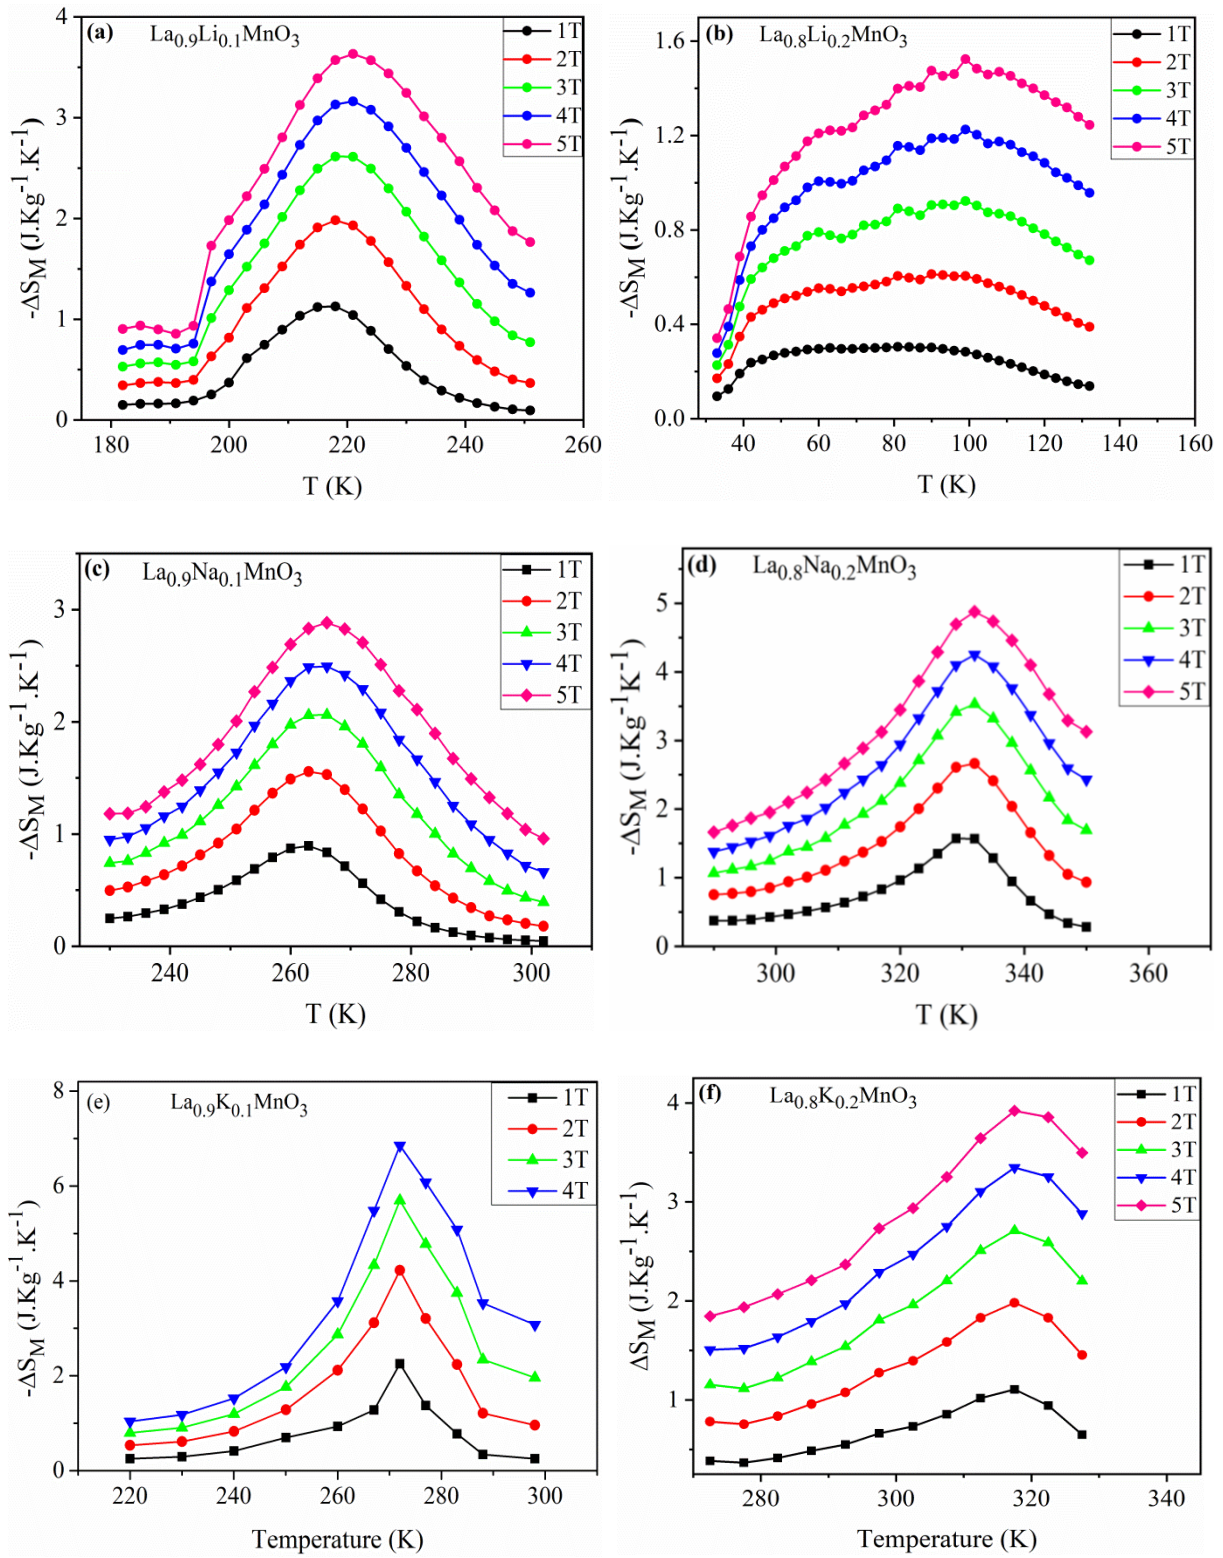 (a) La0.9Li0.1MnO3
1T
2T
3T
4T
5T
4
3
2
1
0
-ΔSM (J.Kg-1.K-1)
180 200 220 240 260
T (K)
(b) La0.8Li0.2MnO3
1T
2T
3T
4T
5T
1.6
1.2
0.8
0.4
0.0
-ΔSM (J.Kg-1.K-1)
40 60 80 100 120 140 160
T (K)
(c) La0.9Na0.1MnO3
1T
2T
3T
4T
5T
3
2
1
0
-ΔSM (J.Kg-1.K-1)
240 260 280 300
T (K)
(d) La0.8Na0.2MnO3
1T
2T
3T
4T
5T
5
4
3
2
1
0
-ΔSM (J.Kg-1K-1)
300 320 340 360
T (K)
(e) La0.9K0.1MnO3
1T
2T
3T
4T
8
6
4
2
0
-ΔSM (J.Kg-1.K-1)
220 240 260 280 300
Temperature (K)
(f) La0.8K0.2MnO3
1T
2T
3T
4T
5T
4
3
2
1
ΔSM (J.Kg-1.K-1)
280 300 320 340
Temperature (K)